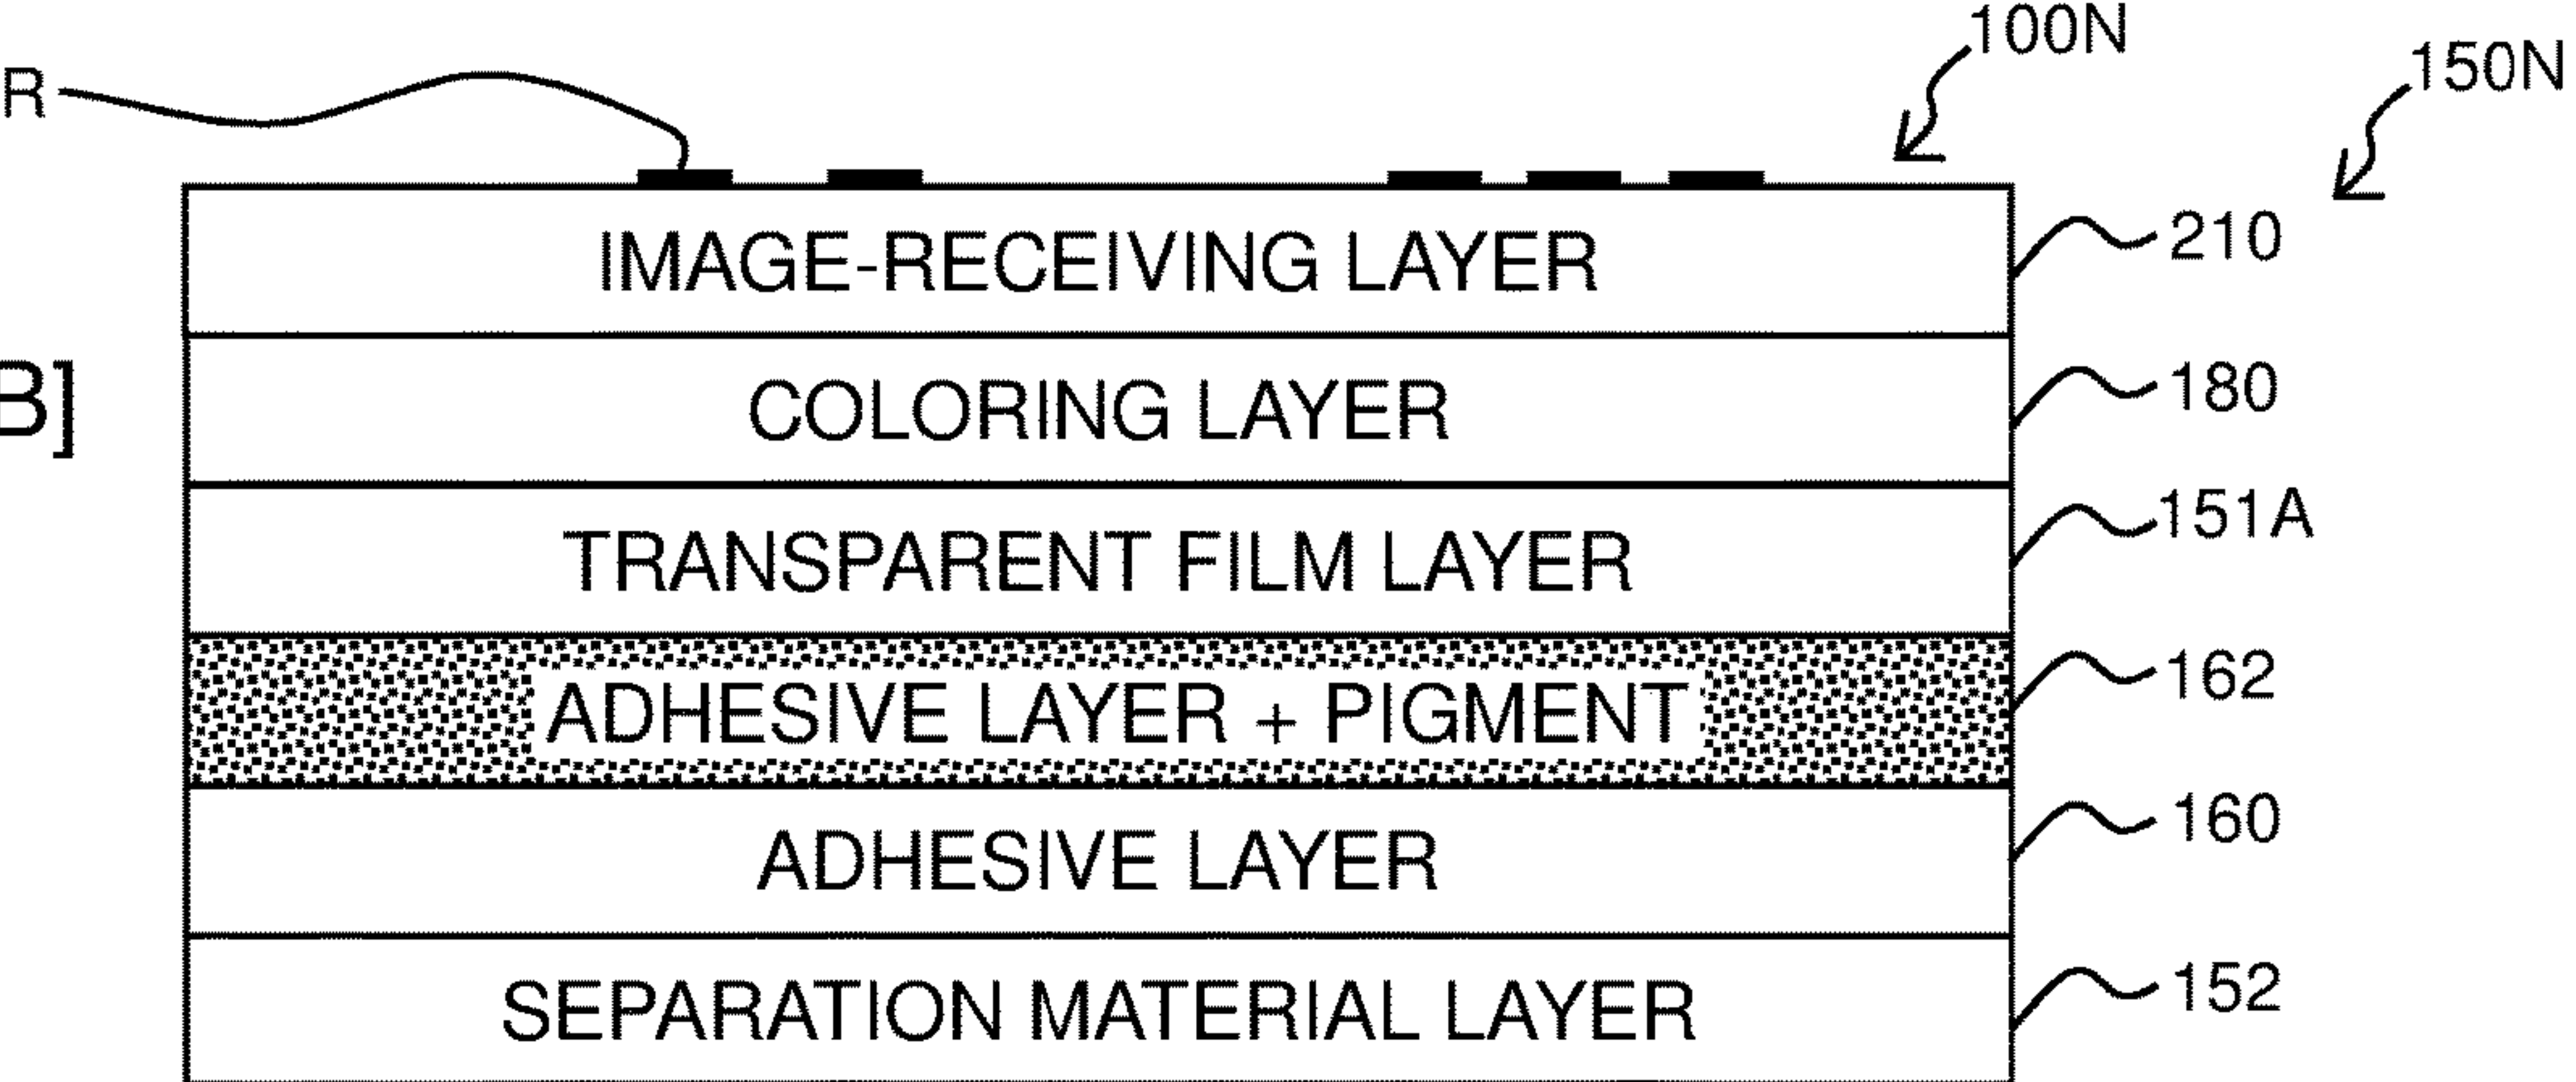 100N
150N
R
IMAGE-RECEIVING LAYER
210
B]
COLORING LAYER
180
TRANSPARENT FILM LAYER
151A
ADHESIVE LAYER + PIGMENT
162
ADHESIVE LAYER
160
SEPARATION MATERIAL LAYER
152